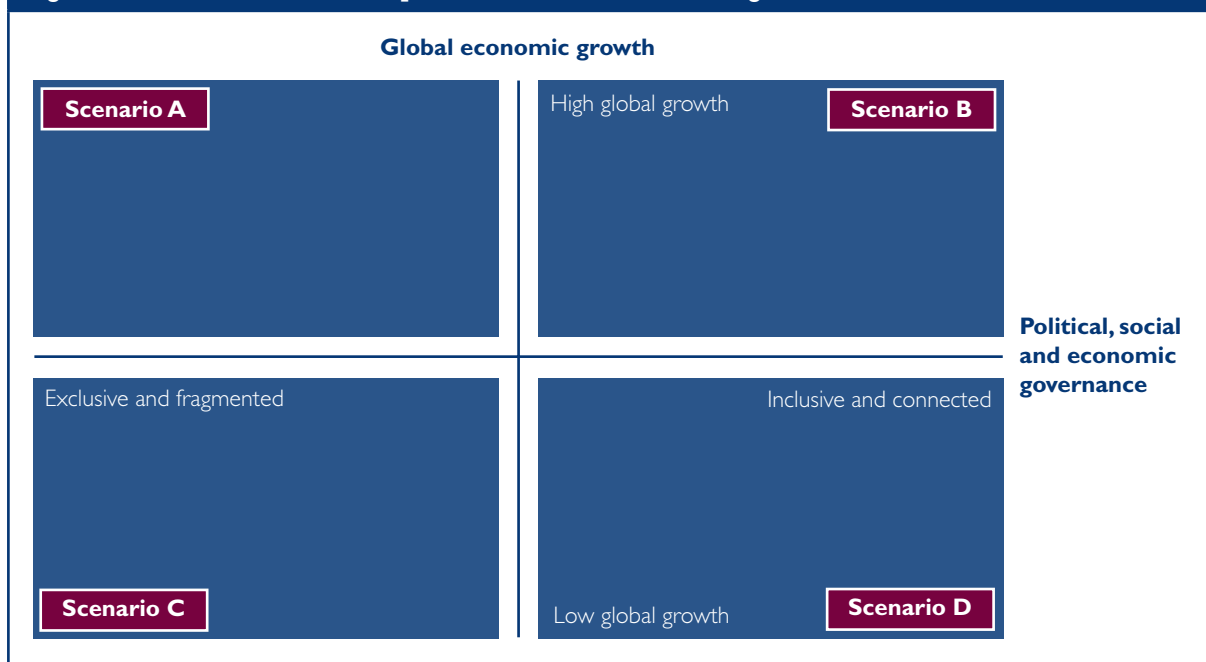 Global economic growth
Scenario A
High global growth
Scenario B
Political, social
and economic
governance
Exclusive and fragmented
Inclusive and connected
Scenario C
Low global growth
Scenario D